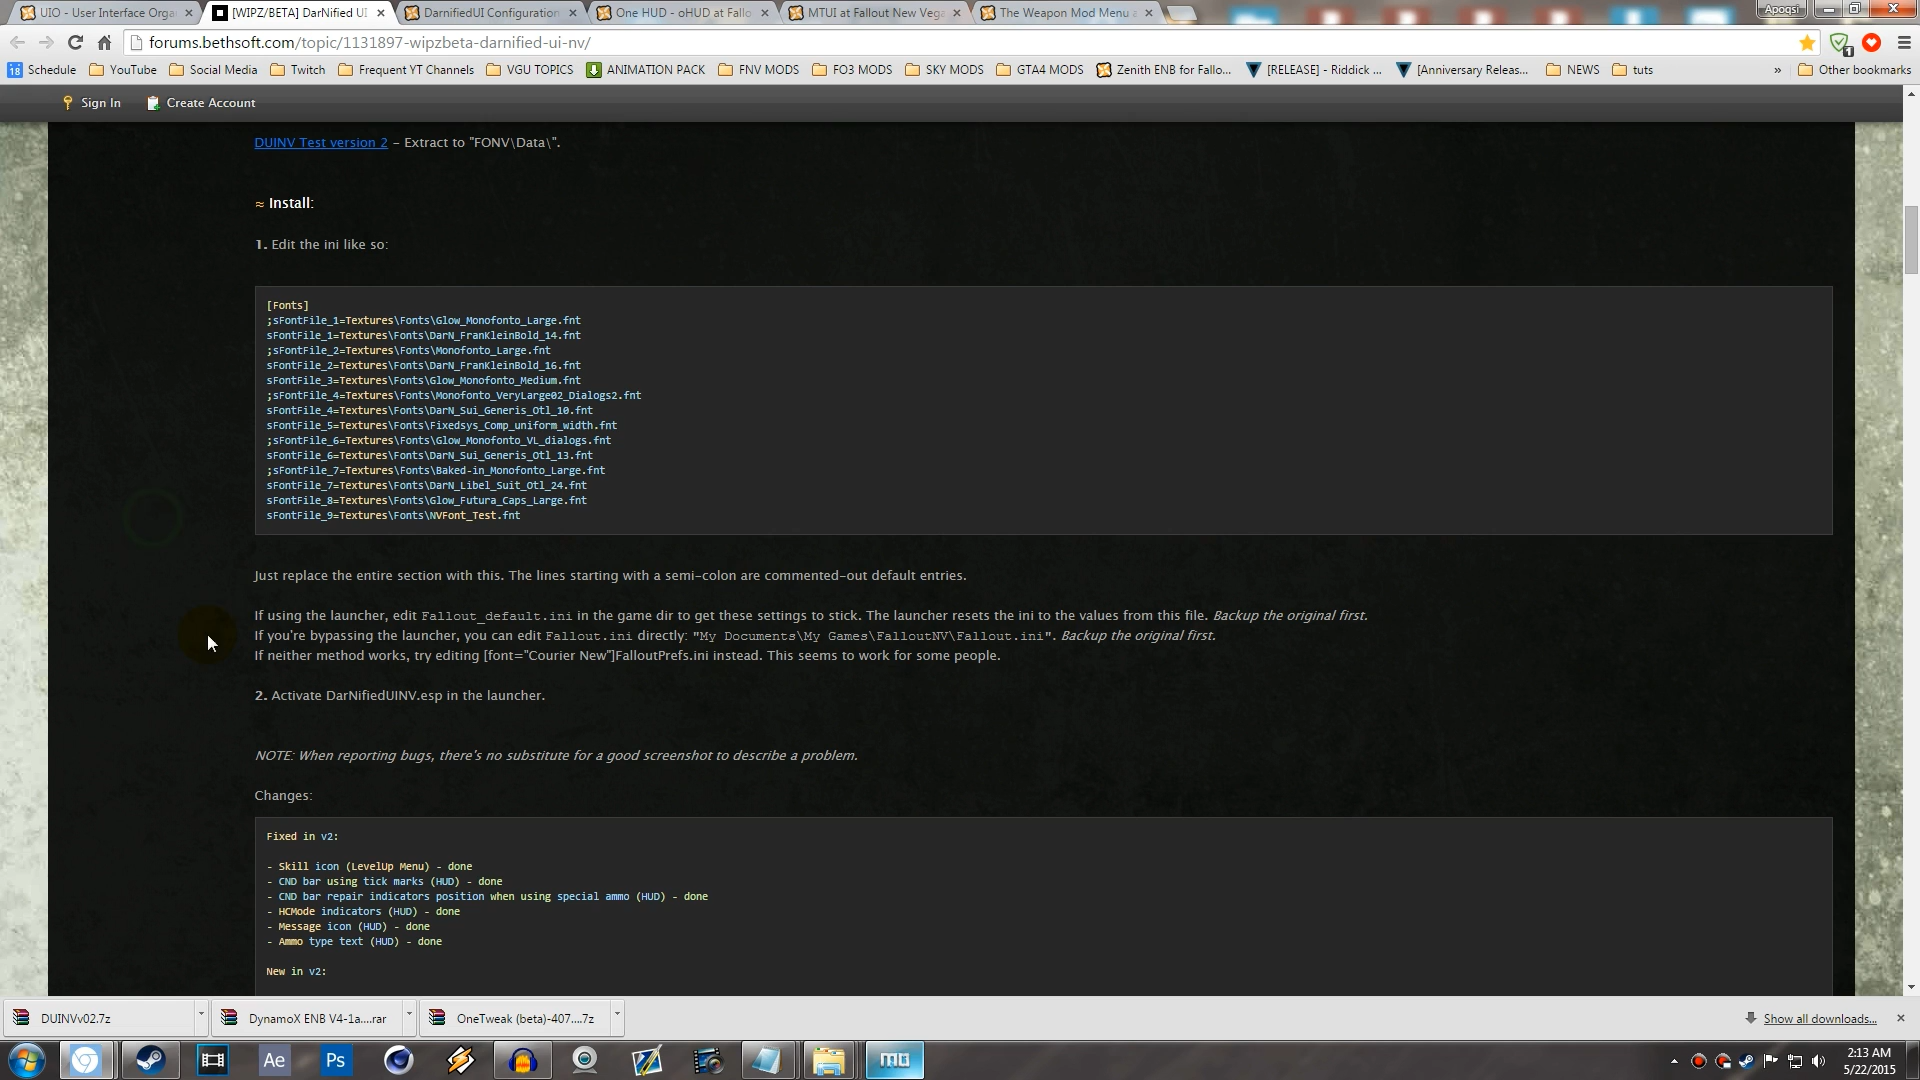 UIO - User Interface Orga
[WIPZ/BETA] DarNified UI
DarnifiedUI Configuration
One HUD - oHUD at Fallo
MTUI at Fallout New Vega
The Weapon Mod Menu a
Apoqsi
forums.bethsoft.com/topic/1131897-wipzbeta-darnified-ui-nv/
1
18 Schedule
YouTube
Social Media
Twitch
Frequent YT Channels
VGU TOPICS
ANIMATION PACK
FNV MODS
FO3 MODS
SKY MODS
GTA4 MODS
Zenith ENB for Fallo...
[RELEASE] - Riddick ...
[Anniversary Releas...
NEWS
tuts
»
Other bookmarks
Sign In
Create Account
DUINV Test version 2 - Extract to "FONV\Data\".
≈ Install:
1. Edit the ini like so:
[Fonts]
;sFontFile_1=Textures\Fonts\Glow_Monofonto_Large.fnt
sFontFile_1=Textures\Fonts\DarN_FranKleinBold_14.fnt
;sFontFile_2=Textures\Fonts\Monofonto_Large.fnt
sFontFile_2=Textures\Fonts\DarN_FranKleinBold_16.fnt
sFontFile_3=Textures\Fonts\Glow_Monofonto_Medium.fnt
;sFontFile_4=Textures\Fonts\Monofonto_VeryLarge02_Dialogs2.fnt
sFontFile_4=Textures\Fonts\DarN_Sui_Generis_Otl_10.fnt
sFontFile_5=Textures\Fonts\Fixedsys_Comp_uniform_width.fnt
;sFontFile_6=Textures\Fonts\Glow_Monofonto_VL_dialogs.fnt
sFontFile_6=Textures\Fonts\DarN_Sui_Generis_Otl_13.fnt
;sFontFile_7=Textures\Fonts\Baked-in_Monofonto_Large.fnt
sFontFile_7=Textures\Fonts\DarN_Libel_Suit_Otl_24.fnt
sFontFile_8=Textures\Fonts\Glow_Futura_Caps_Large.fnt
sFontFile_9=Textures\Fonts\NVFont_Test.fnt
Just replace the entire section with this. The lines starting with a semi-colon are commented-out default entries.
If using the launcher, edit Fallout_default.ini in the game dir to get these settings to stick. The launcher resets the ini to the values from this file. Backup the original first.
If you're bypassing the launcher, you can edit Fallout.ini directly: "My Documents\My Games\FalloutNV\Fallout.ini". Backup the original first.
If neither method works, try editing [font="Courier New"]FalloutPrefs.ini instead. This seems to work for some people.
2. Activate DarNifiedUINV.esp in the launcher.
NOTE: When reporting bugs, there's no substitute for a good screenshot to describe a problem.
Changes:
Fixed in v2:
- Skill icon (LevelUp Menu) - done
- CND bar using tick marks (HUD) - done
- CND bar repair indicators position when using special ammo (HUD) - done
- HCMode indicators (HUD) - done
- Message icon (HUD) - done
- Ammo type text (HUD) - done
New in v2:
DUINVv02.7z
DynamoX ENB V4-1a....rar
OneTweak (beta)-407....7z
Show all downloads...
Ae
Ps
2:13 AM
5/22/2015